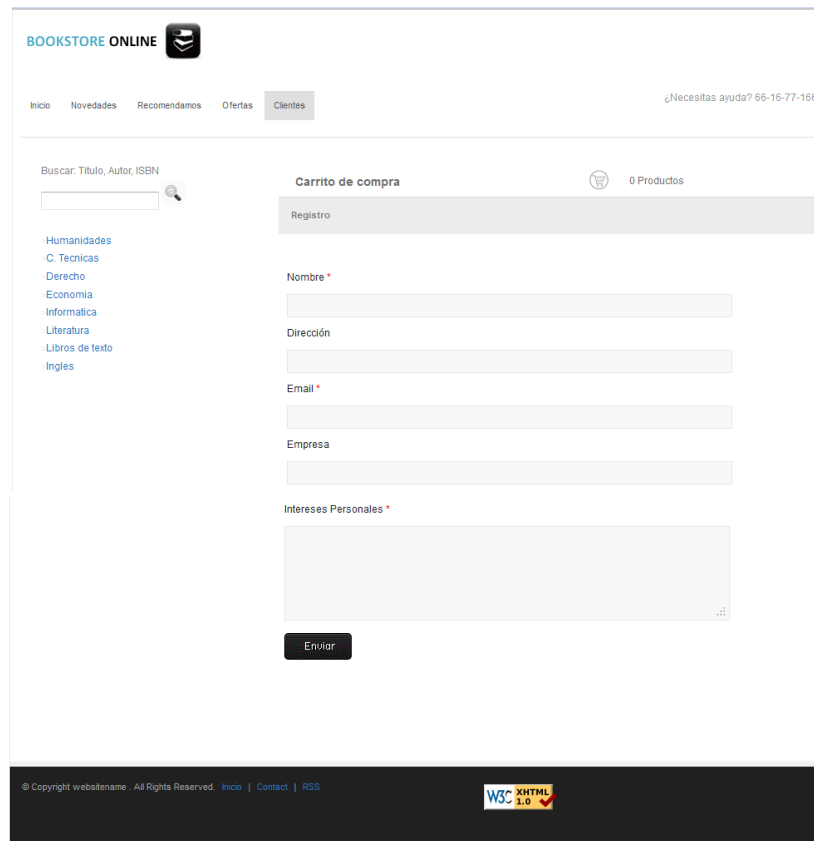 BOOKSTORE ONLINE
Inicio Novedades Recomendamos Ofertas Clientes
¿Necesitas ayuda? 66-16-77-166
Buscar: Título, Autor, ISBN
Carrito de compra
0 Productos
Registro
Humanidades
C. Tecnicas
Derecho
Economia
Informatica
Literatura
Libros de texto
Ingles
Nombre *
Dirección
Email *
Empresa
Intereses Personales *
Enviar
© Copyright websitename . All Rights Reserved. Inicio | Contact | RSS
W3C XHTML 1.0